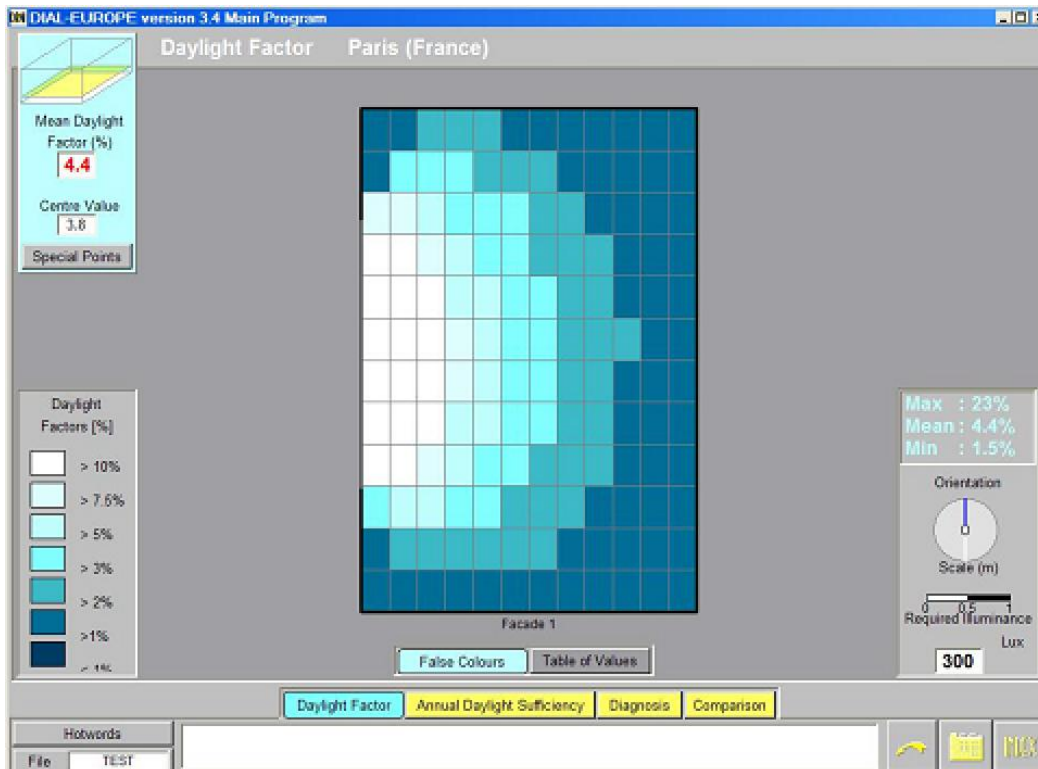 DIAL-EUROPE version 3.4 Main Program
Daylight Factor Paris (France)
Mean Daylight
Factor (%)
4.4
Centre Value
3.8
Special Points
Daylight
Factors [%]
> 10%
> 7.5%
> 5%
> 3%
> 2%
>1%
< 1%
Max : 23%
Mean : 4.4%
Min : 1.5%
Orientation
Scale (m)
0 0.5 1
Required Illuminance
Lux
300
Facade 1
False Colours Table of Values
Daylight Factor Annual Daylight Sufficiency Diagnosis Comparison
Hotwords
File TEST